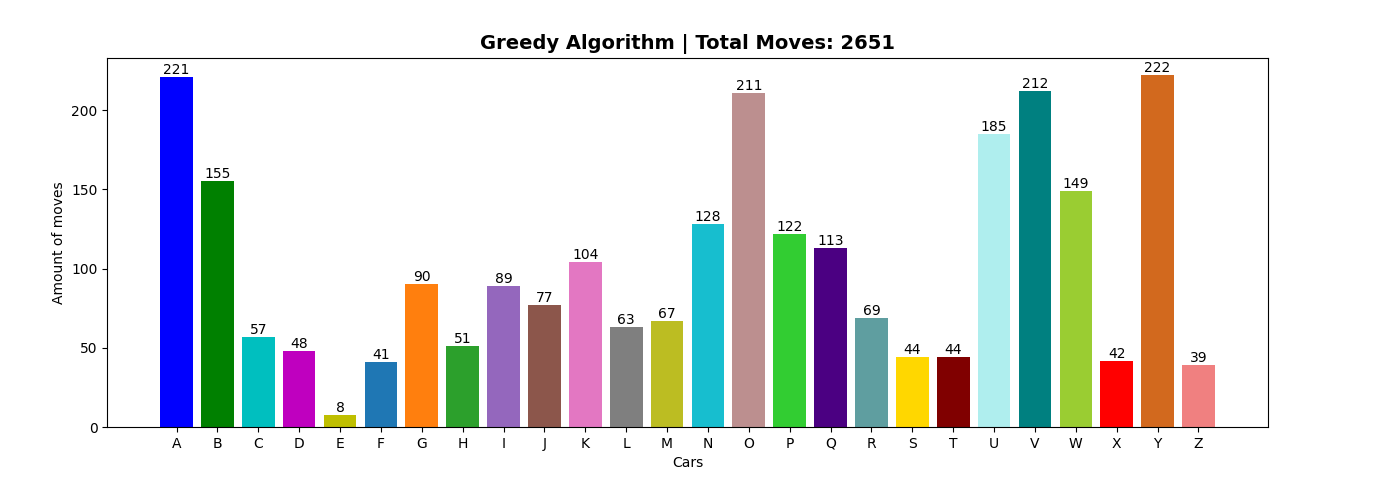 Greedy Algorithm | Total Moves: 2651
221 155 57 48 8 41 90 51 89 77 104 63 67 128 211 122 113 69 44 44 185 212 149 42 222 39
200
150
100
50
0
Amount of moves
A B C D E F G H I J K L M N O P Q R S T U V W X Y Z
Cars